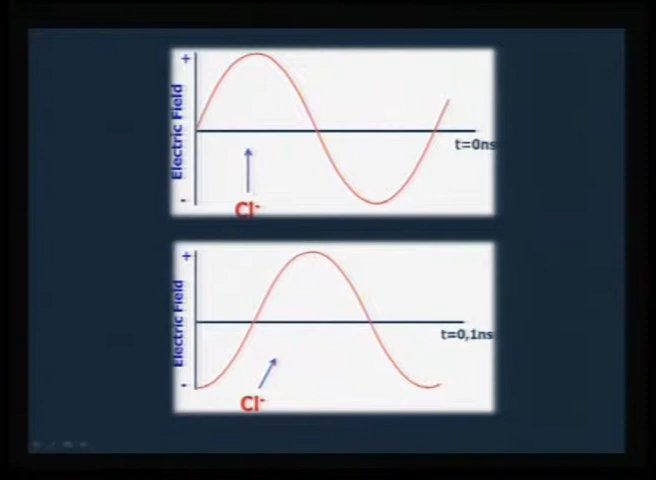 +
Electric Field
-
t=0ns
Cl-
+
Electric Field
-
t=0,1ns
Cl-